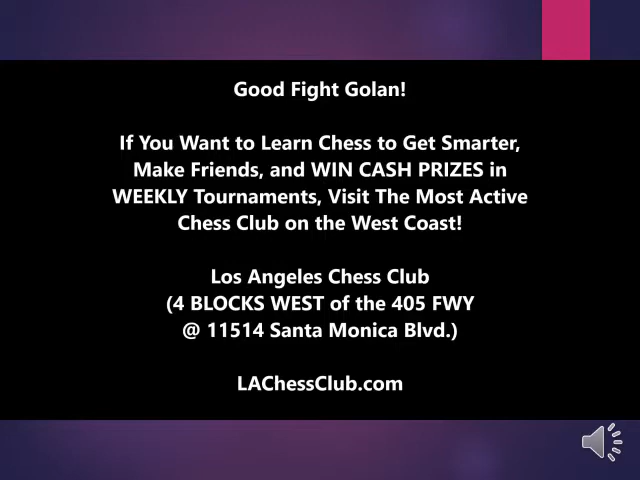 Good Fight Golan!
If You Want to Learn Chess to Get Smarter,
Make Friends, and WIN CASH PRIZES in
WEEKLY Tournaments, Visit The Most Active
Chess Club on the West Coast!
Los Angeles Chess Club
(4 BLOCKS WEST of the 405 FWY
@ 11514 Santa Monica Blvd.)
LAChessClub.com